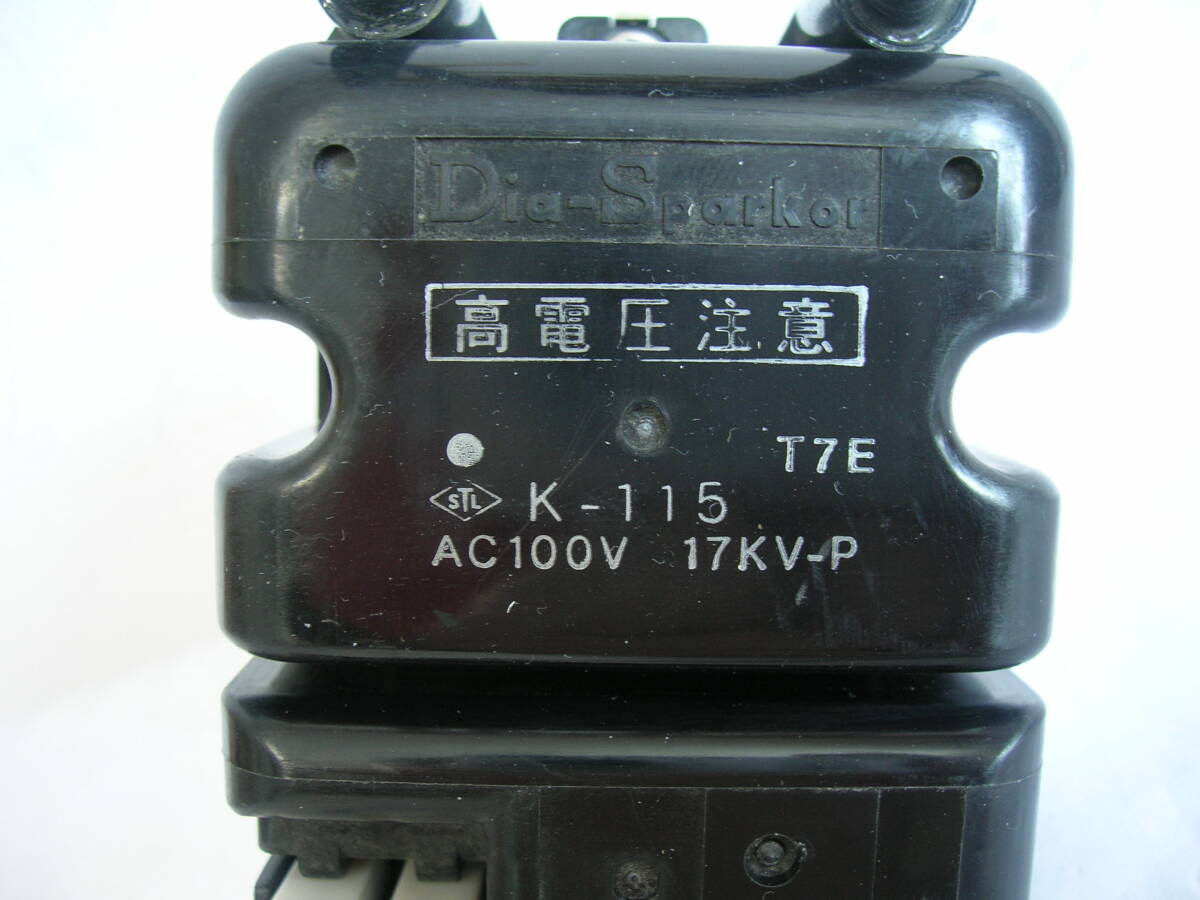 Dia-Sparkor
高電圧注意
T7E
STL K-115
AC100V 17KV-P